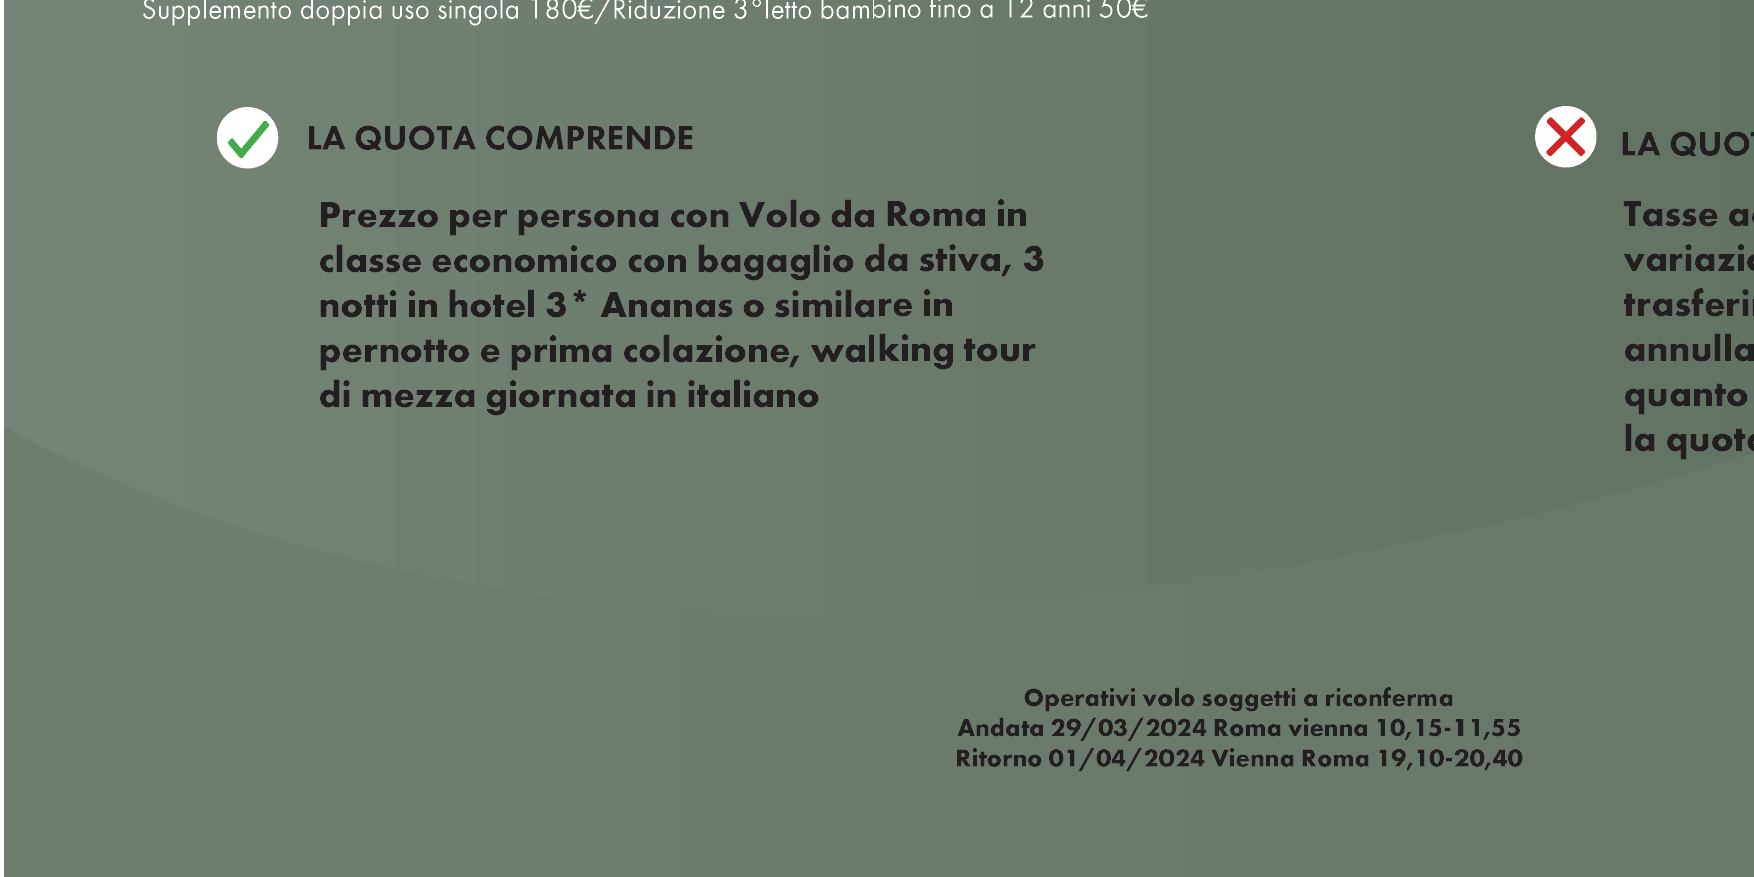 Supplemento doppia uso singola 180€/Riduzione 3°letto bambino fino a 12 anni 50€
LA QUOTA COMPRENDE
Prezzo per persona con Volo da Roma in
classe economico con bagaglio da stiva, 3
notti in hotel 3* Ananas o similare in
pernotto e prima colazione, walking tour
di mezza giornata in italiano
LA
quanto
la
Operativi volo soggetti a riconferma
Andata 29/03/2024 Roma vienna 10,15-11,55
Ritorno 01/04/2024 Vienna Roma 19,10-20,40